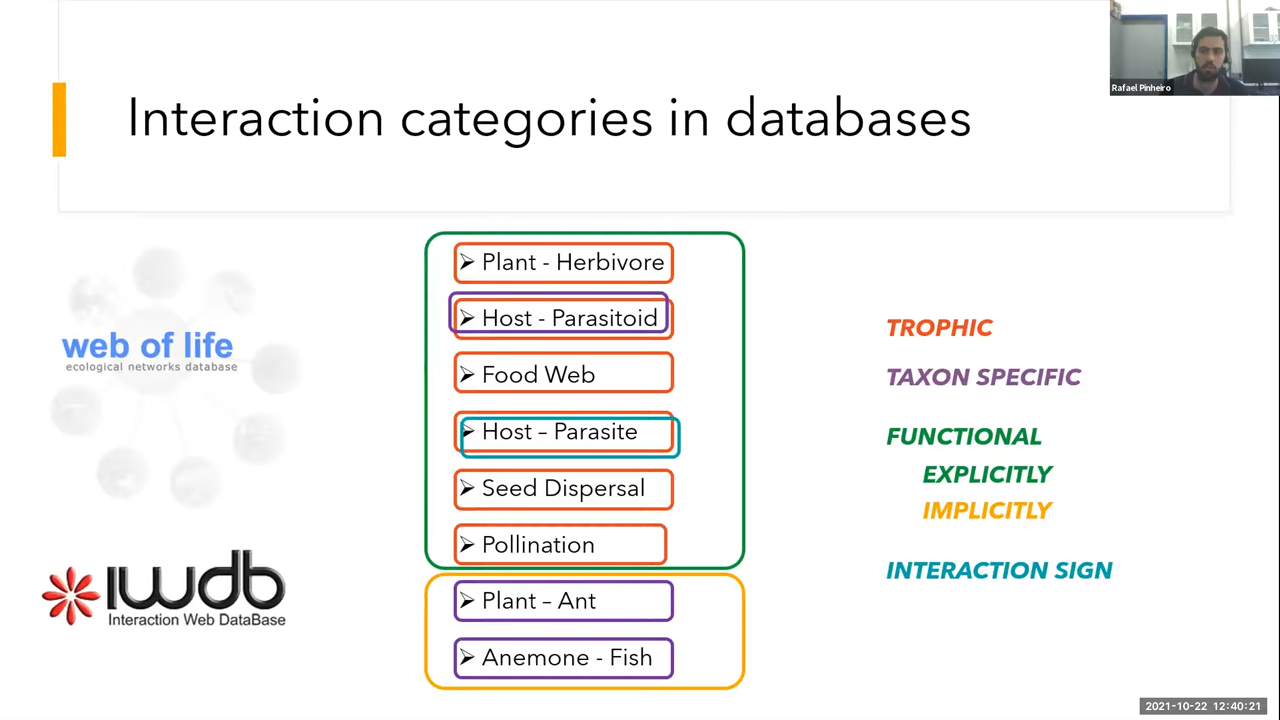 Rafael Pinheiro
Interaction categories in databases
web of life
ecological networks database
iwdb
Interaction Web DataBase
➢ Plant - Herbivore
➢ Host - Parasitoid
➢ Food Web
➢ Host – Parasite
➢ Seed Dispersal
➢ Pollination
➢ Plant – Ant
➢ Anemone - Fish
TROPHIC
TAXON SPECIFIC
FUNCTIONAL
EXPLICITLY
IMPLICITLY
INTERACTION SIGN
2021-10-22 12:40:21